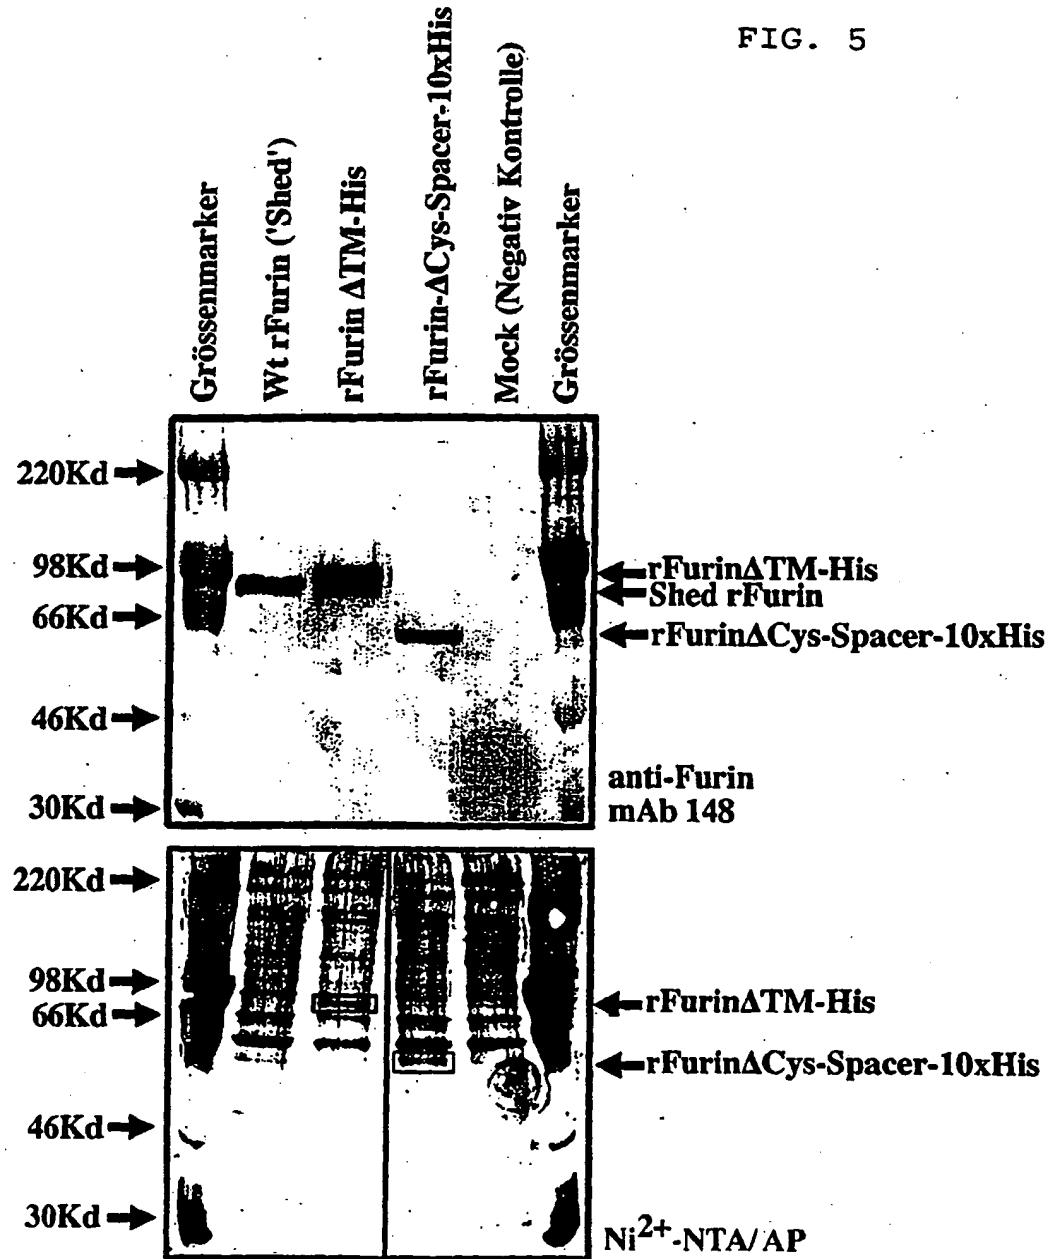 FIG. 5
Grössenmarker
Wt rFurin ('Shed')
rFurin ΔTM-His
rFurin-ΔCys-Spacer-10xHis
Mock (Negativ Kontrolle)
Grössenmarker
220Kd
98Kd
66Kd
46Kd
30Kd
rFurinΔTM-His
Shed rFurin
rFurinΔCys-Spacer-10xHis
anti-Furin
mAb 148
220Kd
98Kd
66Kd
46Kd
30Kd
rFurinΔTM-His
rFurinΔCys-Spacer-10xHis
Ni²⁺-NTA/AP